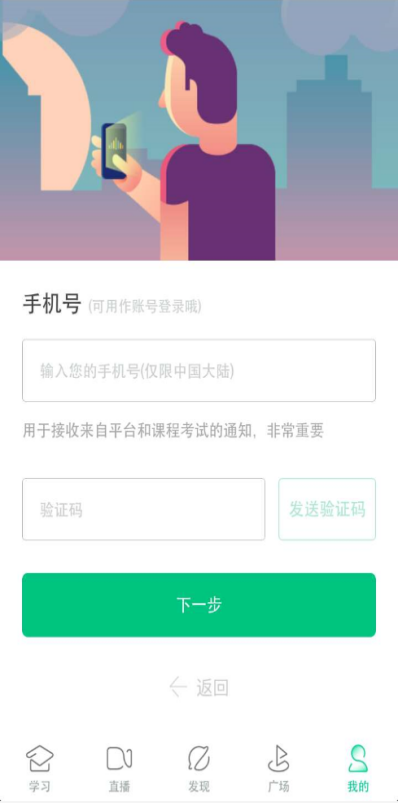 手机号 (可用作账号登录哦)
输入您的手机号(仅限中国大陆)
用于接收来自平台和课程考试的通知，非常重要
验证码 发送验证码
下一步
返回
学习 直播 发现 广场 我的